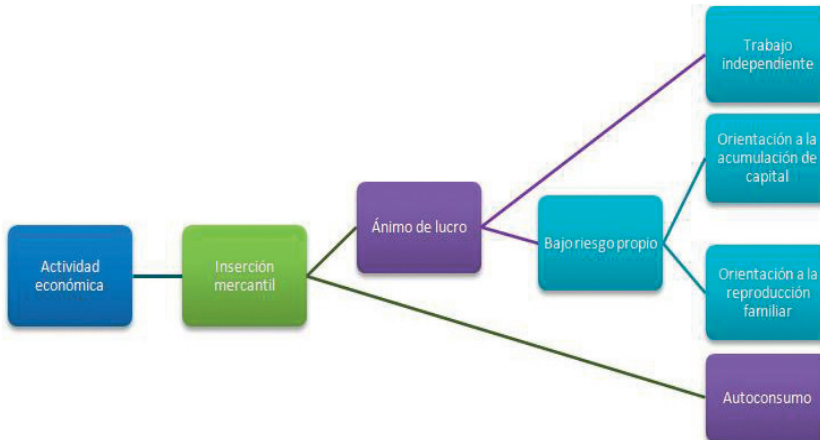 Actividad
económica
Inserción
mercantil
Ánimo de lucro
Bajo riesgo propio
Trabajo
independiente
Orientación a la
acumulación de
capital
Orientación a la
reproducción
familiar
Autoconsumo